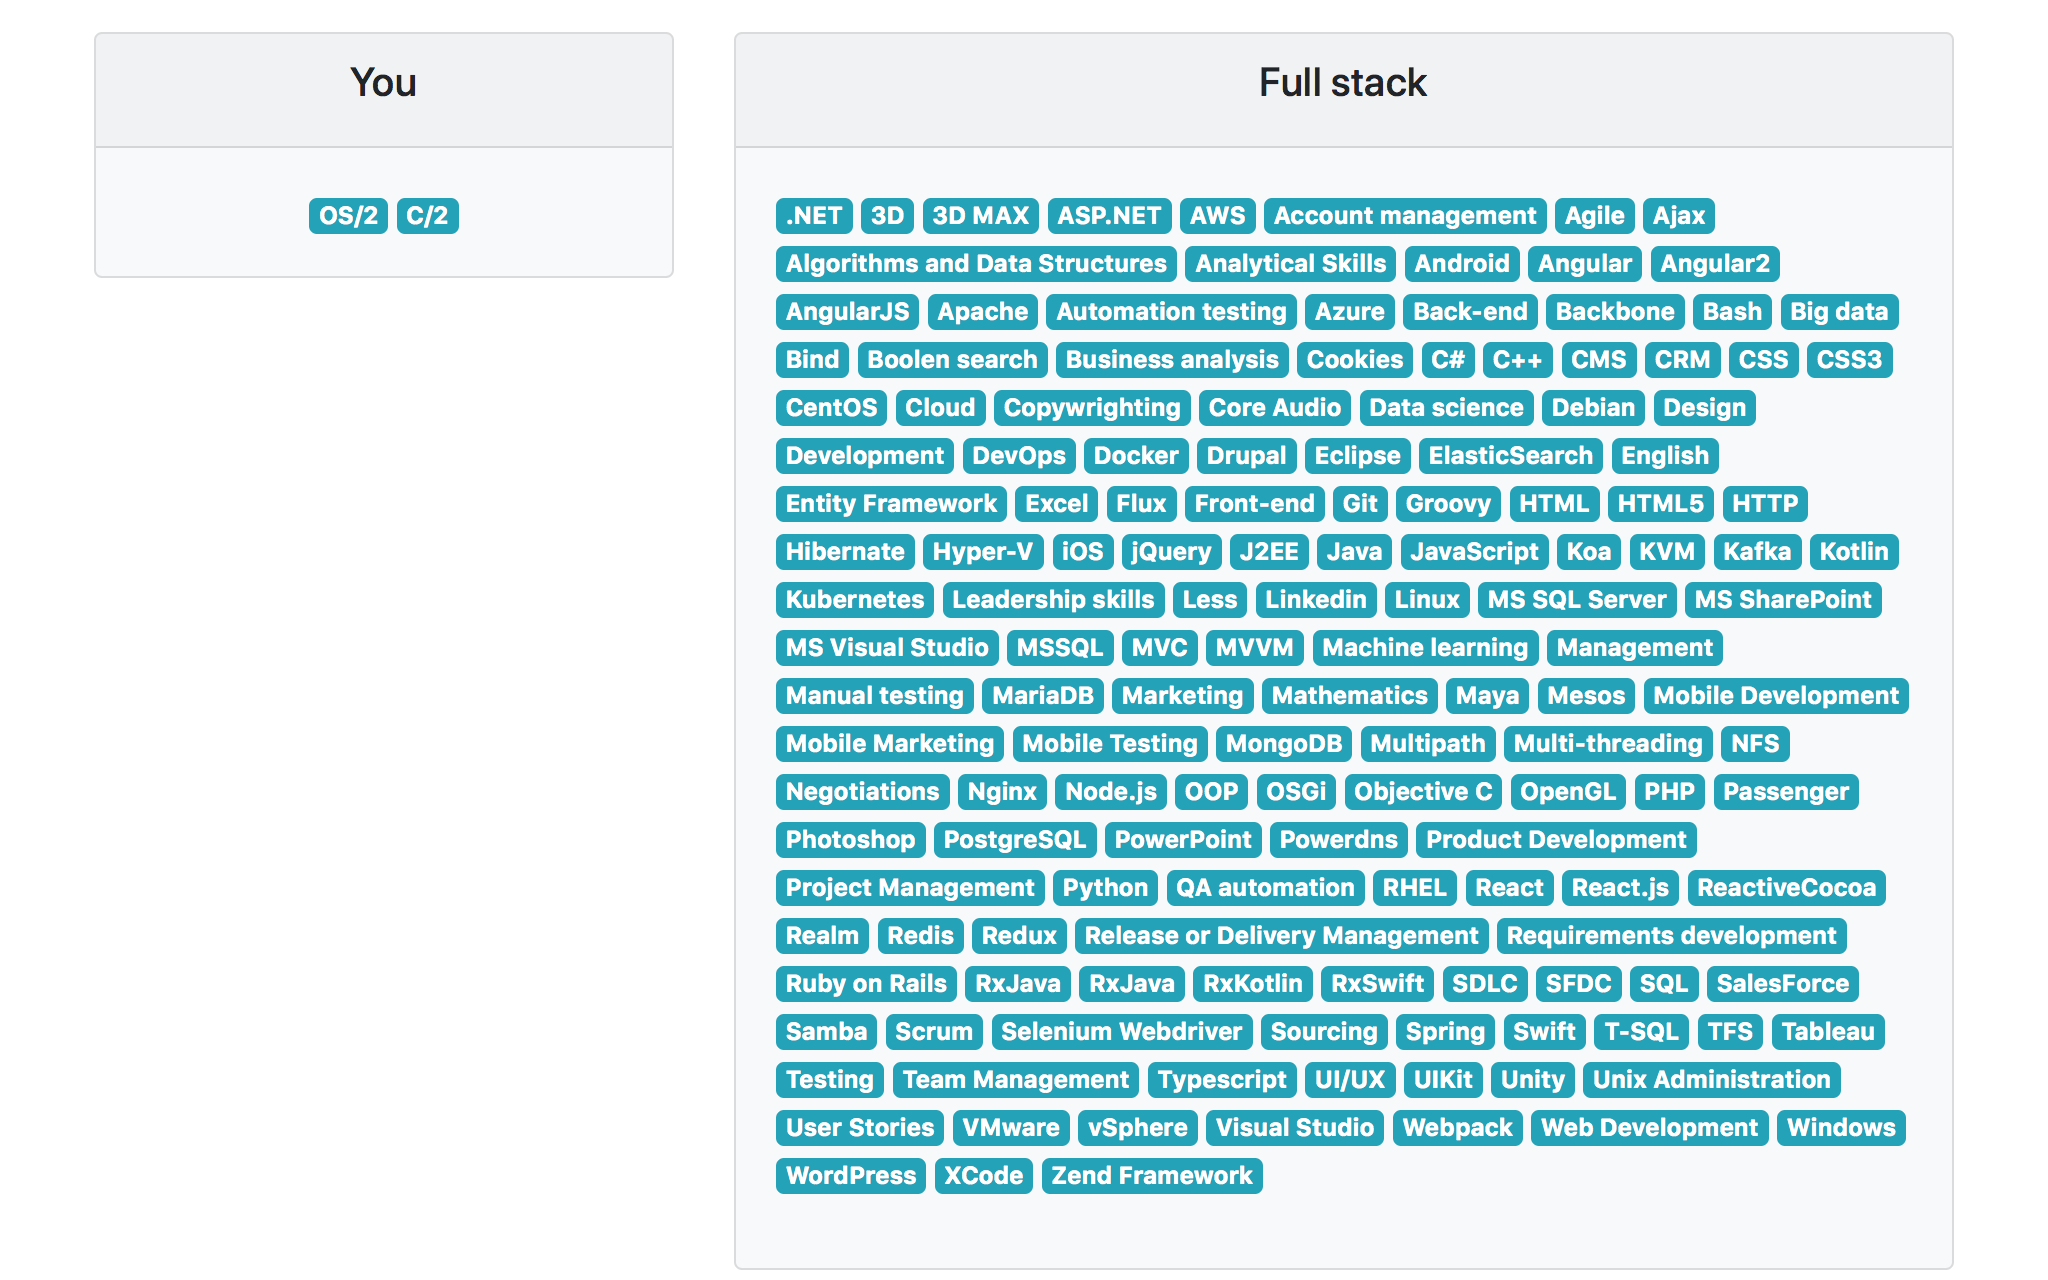 You
OS/2 C/2
Full stack
.NET 3D 3D MAX ASP.NET AWS Account management Agile Ajax
Algorithms and Data Structures Analytical Skills Android Angular Angular2
AngularJS Apache Automation testing Azure Back-end Backbone Bash Big data
Bind Boolen search Business analysis Cookies C# C++ CMS CRM CSS CSS3
CentOS Cloud Copywrighting Core Audio Data science Debian Design
Development DevOps Docker Drupal Eclipse ElasticSearch English
Entity Framework Excel Flux Front-end Git Groovy HTML HTML5 HTTP
Hibernate Hyper-V iOS jQuery J2EE Java JavaScript Koa KVM Kafka Kotlin
Kubernetes Leadership skills Less Linkedin Linux MS SQL Server MS SharePoint
MS Visual Studio MSSQL MVC MVVM Machine learning Management
Manual testing MariaDB Marketing Mathematics Maya Mesos Mobile Development
Mobile Marketing Mobile Testing MongoDB Multipath Multi-threading NFS
Negotiations Nginx Node.js OOP OSGi Objective C OpenGL PHP Passenger
Photoshop PostgreSQL PowerPoint Powerdns Product Development
Project Management Python QA automation RHEL React React.js ReactiveCocoa
Realm Redis Redux Release or Delivery Management Requirements development
Ruby on Rails RxJava RxJava RxKotlin RxSwift SDLC SFDC SQL SalesForce
Samba Scrum Selenium Webdriver Sourcing Spring Swift T-SQL TFS Tableau
Testing Team Management Typescript UI/UX UIKit Unity Unix Administration
User Stories VMware vSphere Visual Studio Webpack Web Development Windows
WordPress XCode Zend Framework